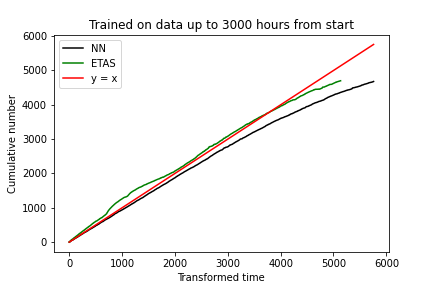 Trained on data up to 3000 hours from start
6000
5000
4000
3000
2000
1000
0
Cumulative number
NN
ETAS
y = x
0 1000 2000 3000 4000 5000 6000
Transformed time